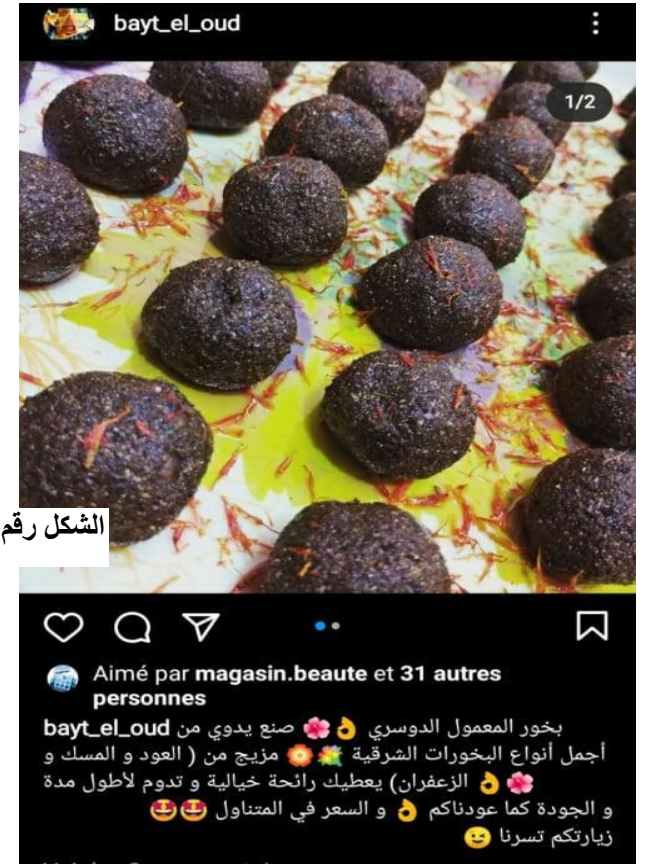 bayt_el_oud
1/2
الشكل رقم
Aimé par magasin.beaute et 31 autres
personnes
bayt_el_oud بخور المعمول الدوسري 👌🌺 صنع يدوي من
أجمل أنواع البخورات الشرقية 💐🏵️ مزيج من ( العود و المسك و
الزعفران) يعطيك رائحة خيالية و تدوم لأطول مدة 👌🌺
و الجودة كما عودناكم 👌 و السعر في المتناول 🤩🤩
زيارتكم تسرنا 😉